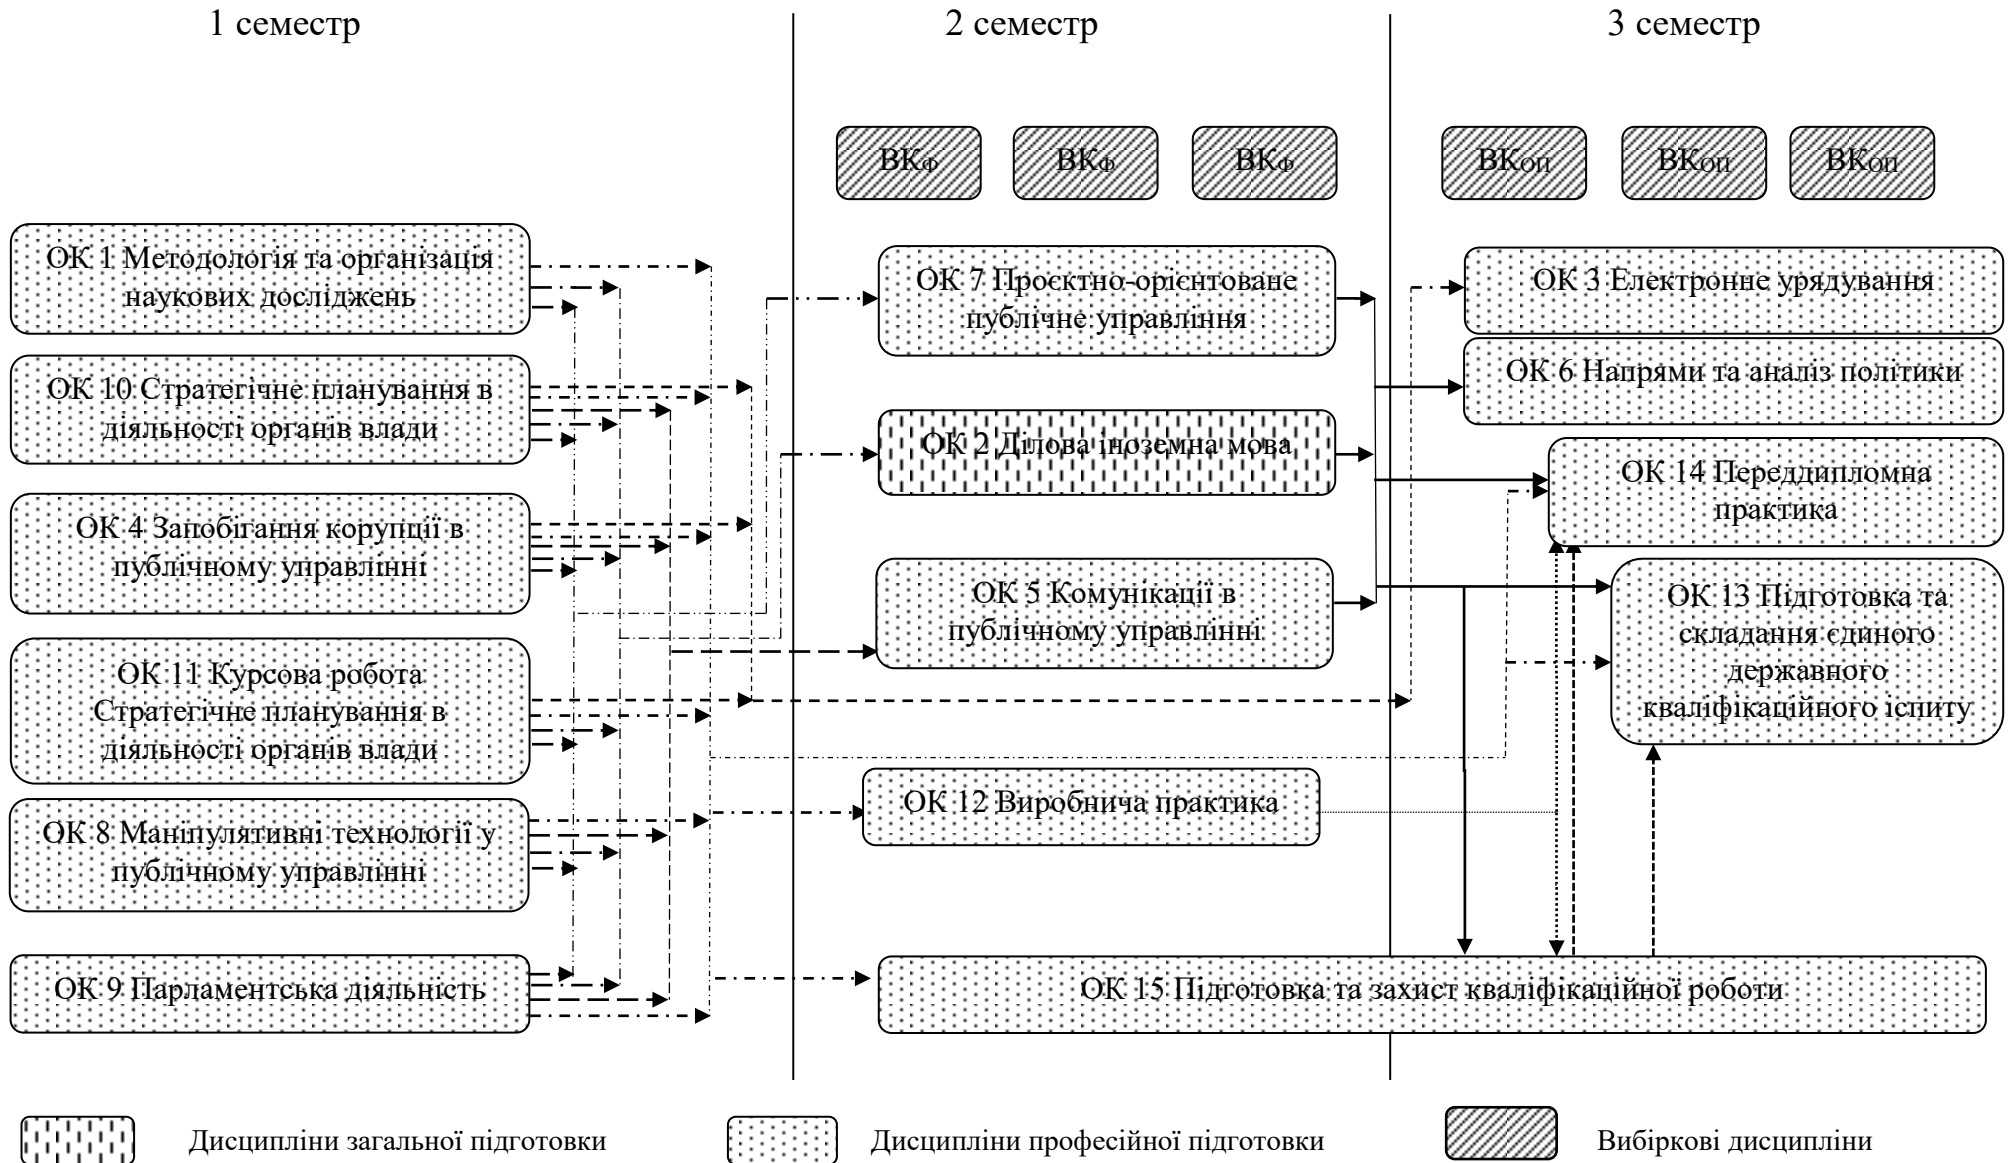 1 семестр
2 семестр
3 семестр
ВКФ
ВКФ
ВКФ
ВКОП
ВКОП
ВКОП
ОК 1 Методологія та організація
наукових досліджень
ОК 10 Стратегічне планування в
діяльності органів влади
ОК 4 Запобігання корупції в
публічному управлінні
ОК 11 Курсова робота
Стратегічне планування в
діяльності органів влади
ОК 8 Маніпулятивні технології у
публічному управлінні
ОК 9 Парламентська діяльність
ОК 7 Проєктно-орієнтоване
публічне управління
ОК 2 Ділова іноземна мова
ОК 5 Комунікації в
публічному управлінні
ОК 12 Виробнича практика
ОК 3 Електронне урядування
ОК 6 Напрями та аналіз політики
ОК 14 Переддипломна
практика
ОК 13 Підготовка та
складання єдиного
державного
кваліфікаційного іспиту
ОК 15 Підготовка та захист кваліфікаційної роботи
Дисципліни загальної підготовки
Дисципліни професійної підготовки
Вибіркові дисципліни